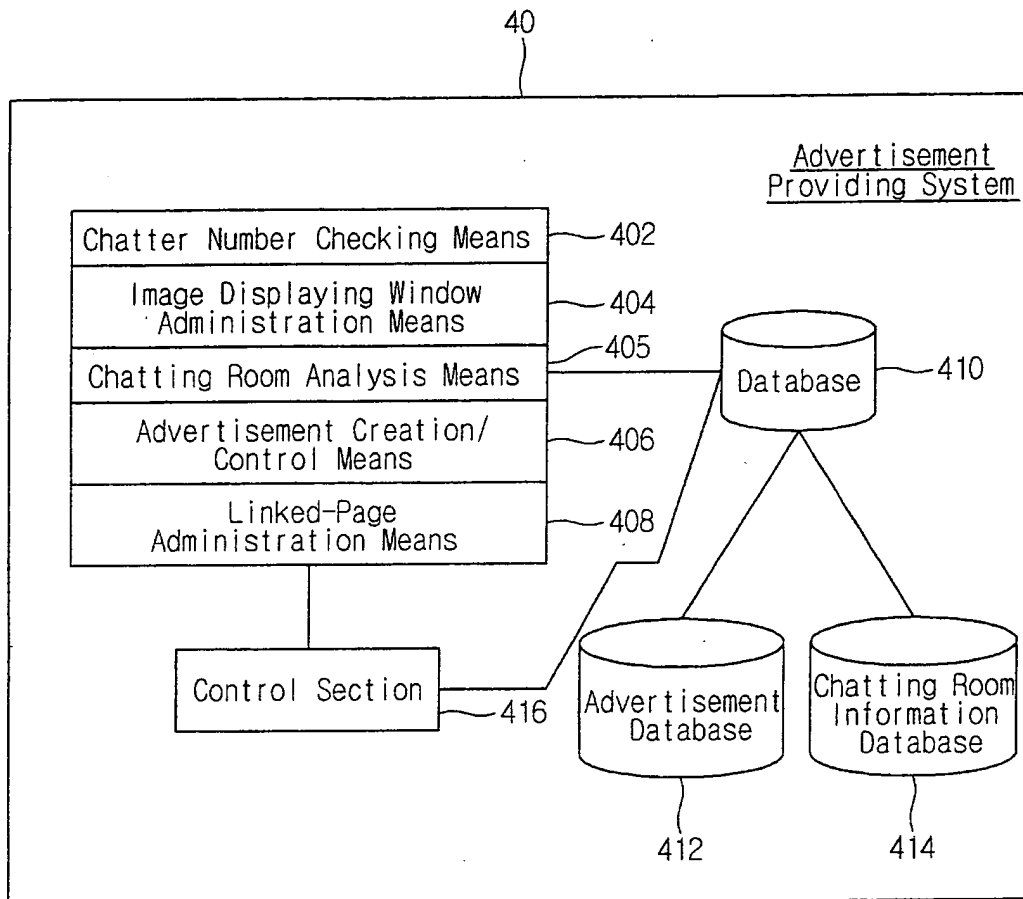 40
Advertisement
Providing System
Chatter Number Checking Means
402
Image Displaying Window
Administration Means
404
405
Chatting Room Analysis Means
Advertisement Creation/
Control Means
406
Linked-Page
Administration Means
408
Database
410
Control Section
416
Advertisement
Database
412
Chatting Room
Information
Database
414